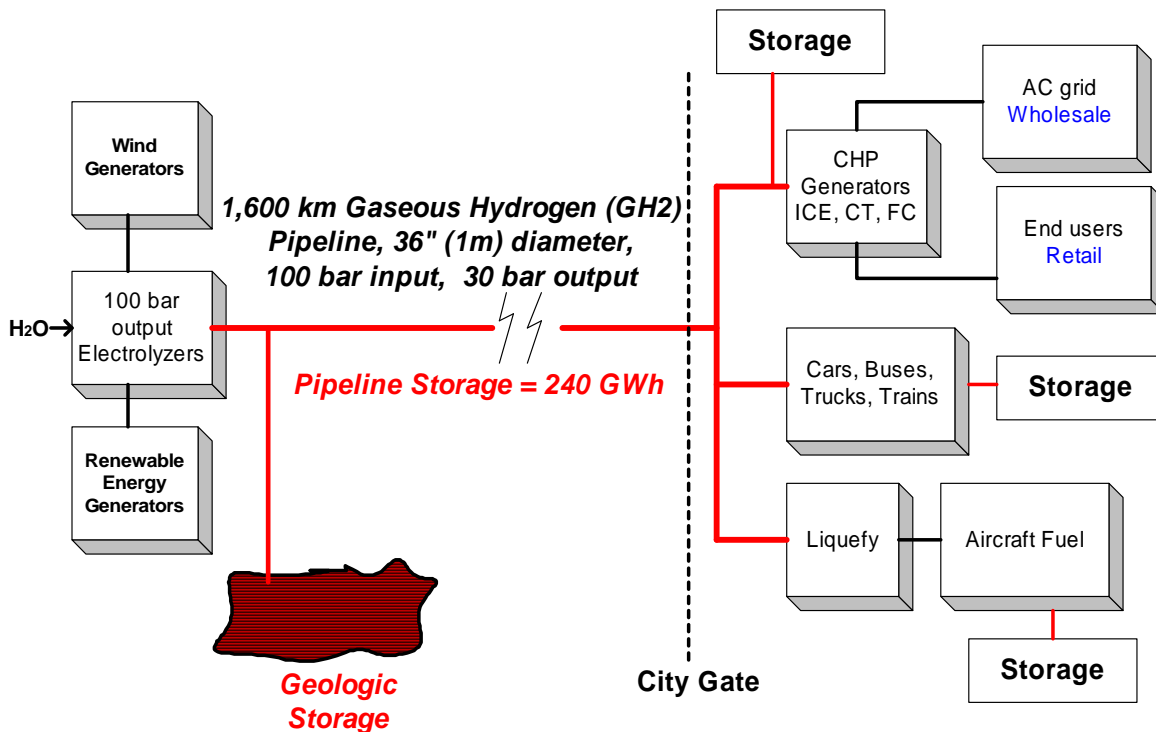 Wind
Generators
H2O
100 bar
output
Electrolyzers
Renewable
Energy
Generators
1,600 km Gaseous Hydrogen (GH2)
Pipeline, 36" (1m) diameter,
100 bar input, 30 bar output
Pipeline Storage = 240 GWh
Geologic
Storage
City Gate
Storage
CHP
Generators
ICE, CT, FC
AC grid
Wholesale
End users
Retail
Cars, Buses,
Trucks, Trains
Storage
Liquefy
Aircraft Fuel
Storage